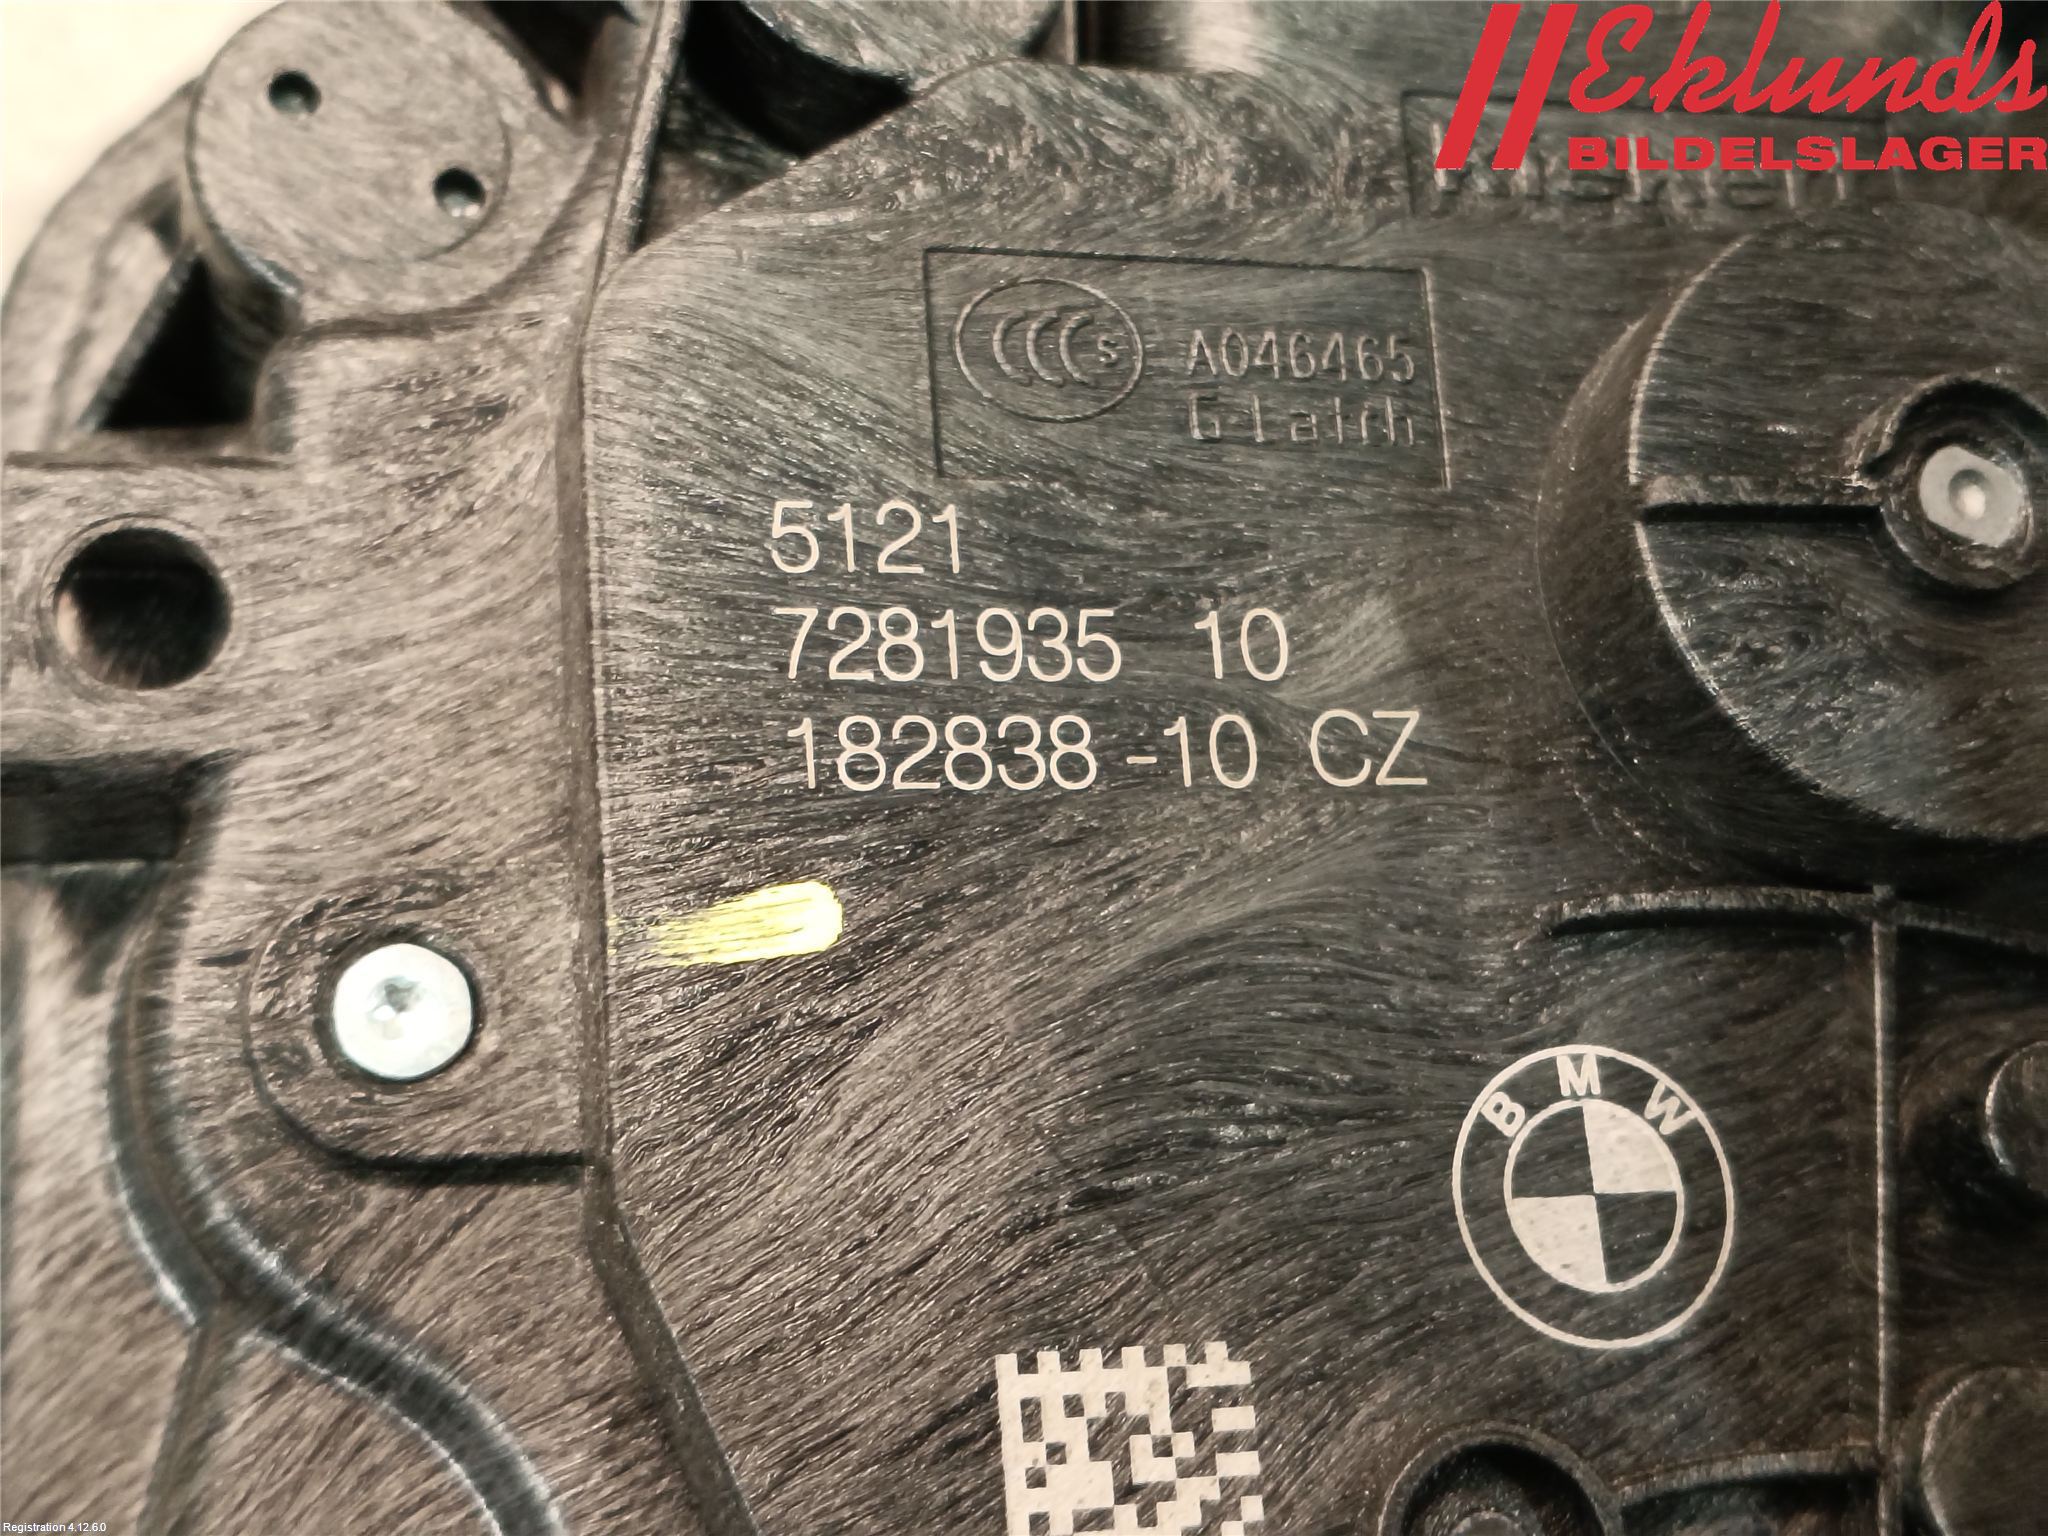 Eklunds
BILDELSLAGER
S
A046465
G-Latch
5121
7281935 10
182838 -10 CZ
BMW
Registration 4.12.6.0